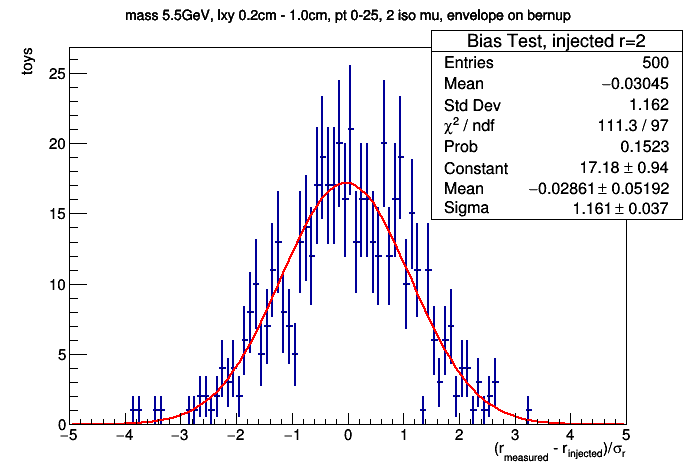 mass 5.5GeV, lxy 0.2cm - 1.0cm, pt 0-25, 2 iso mu, envelope on bernup
Bias Test, injected r=2
Entries 500
Mean −0.03045
Std Dev 1.162
χ² / ndf 111.3 / 97
Prob 0.1523
Constant 17.18 ± 0.94
Mean −0.02861 ± 0.05192
Sigma 1.161 ± 0.037
toys
25
20
15
10
5
0
−5 −4 −3 −2 −1 0 1 2 3 4 5
(r_measured - r_injected)/σ_r